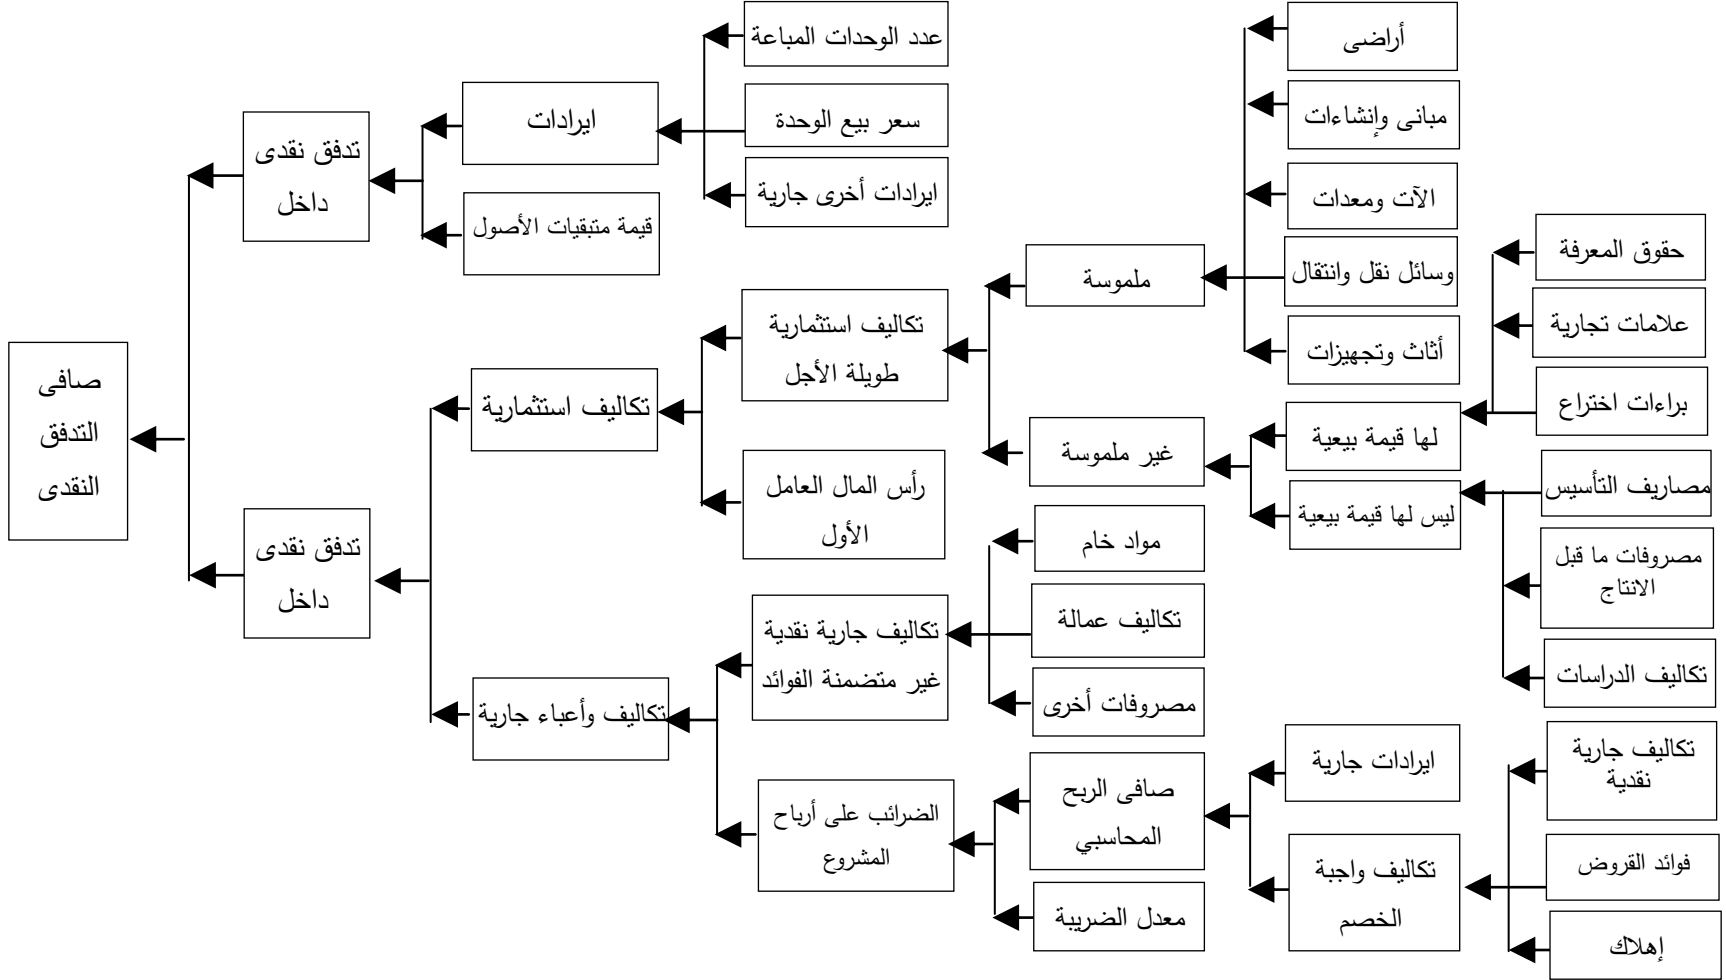 صافى
التدفق
النقدى
تدفق نقدى
داخل
ايرادات
عدد الوحدات المباعة
سعر بيع الوحدة
ايرادات أخرى جارية
قيمة متبقيات الأصول
تدفق نقدى
داخل
تكاليف استثمارية
تكاليف استثمارية
طويلة الأجل
ملموسة
أراضى
مبانى وإنشاءات
الآت ومعدات
وسائل نقل وانتقال
أثاث وتجهيزات
غير ملموسة
لها قيمة بيعية
حقوق المعرفة
علامات تجارية
براءات اختراع
ليس لها قيمة بيعية
مصاريف التأسيس
مصروفات ما قبل
الانتاج
تكاليف الدراسات
رأس المال العامل
الأول
تكاليف وأعباء جارية
تكاليف جارية نقدية
غير متضمنة الفوائد
مواد خام
تكاليف عمالة
مصروفات أخرى
الضرائب على أرباح
المشروع
صافى الربح
المحاسبي
ايرادات جارية
تكاليف واجبة
الخصم
تكاليف جارية
نقدية
فوائد القروض
إهلاك
معدل الضريبة